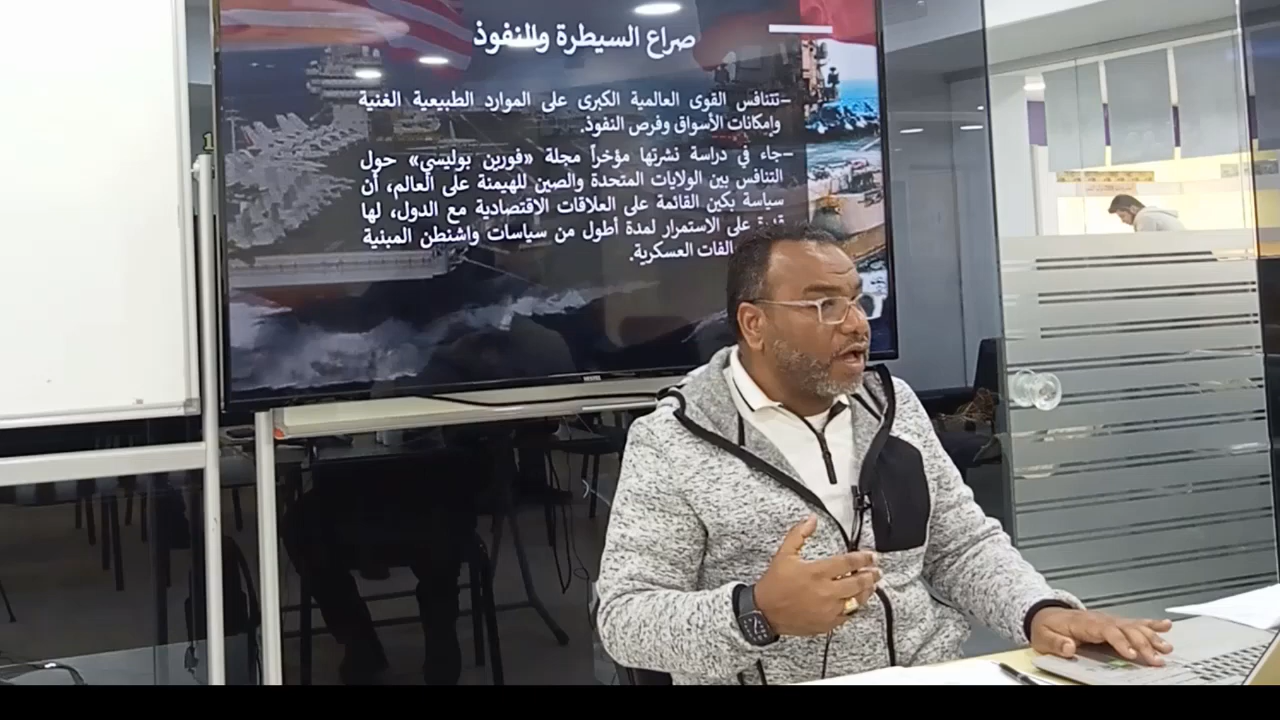 صراع السيطرة والنفوذ
–تتنافس القوى العالمية الكبرى على الموارد الطبيعية الغنية
وإمكانات الأسواق وفرص النفوذ.
–جاء في دراسة نشرتها مؤخراً مجلة «فورين بوليسي» حول
التنافس بين الولايات المتحدة والصين للهيمنة على العالم، أن
سياسة بكين القائمة على العلاقات الاقتصادية مع الدول، لها
على الاستمرار لمدة أطول من سياسات واشنطن المبنية
العسكرية.